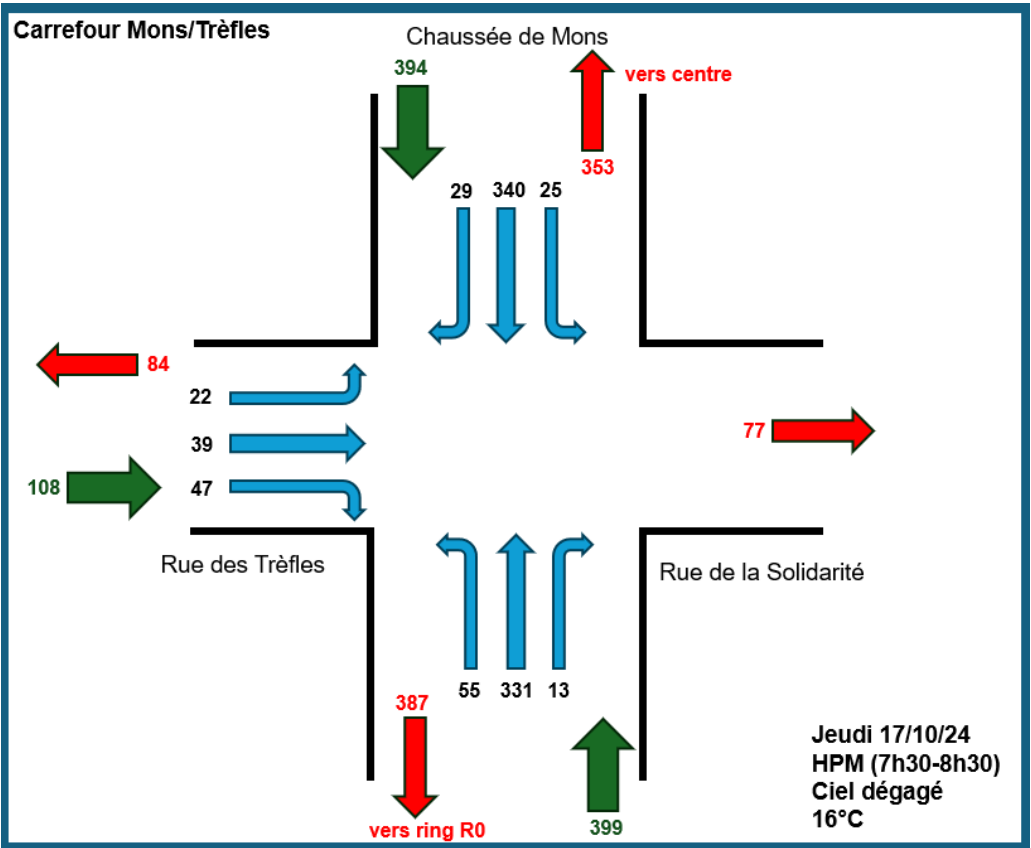 Carrefour Mons/Trèfles
Chaussée de Mons
394
vers centre
353
29 340 25
84
22
39
77
108
47
Rue des Trèfles
Rue de la Solidarité
55 331 13
387
Jeudi 17/10/24
HPM (7h30-8h30)
Ciel dégagé
16°C
vers ring R0
399